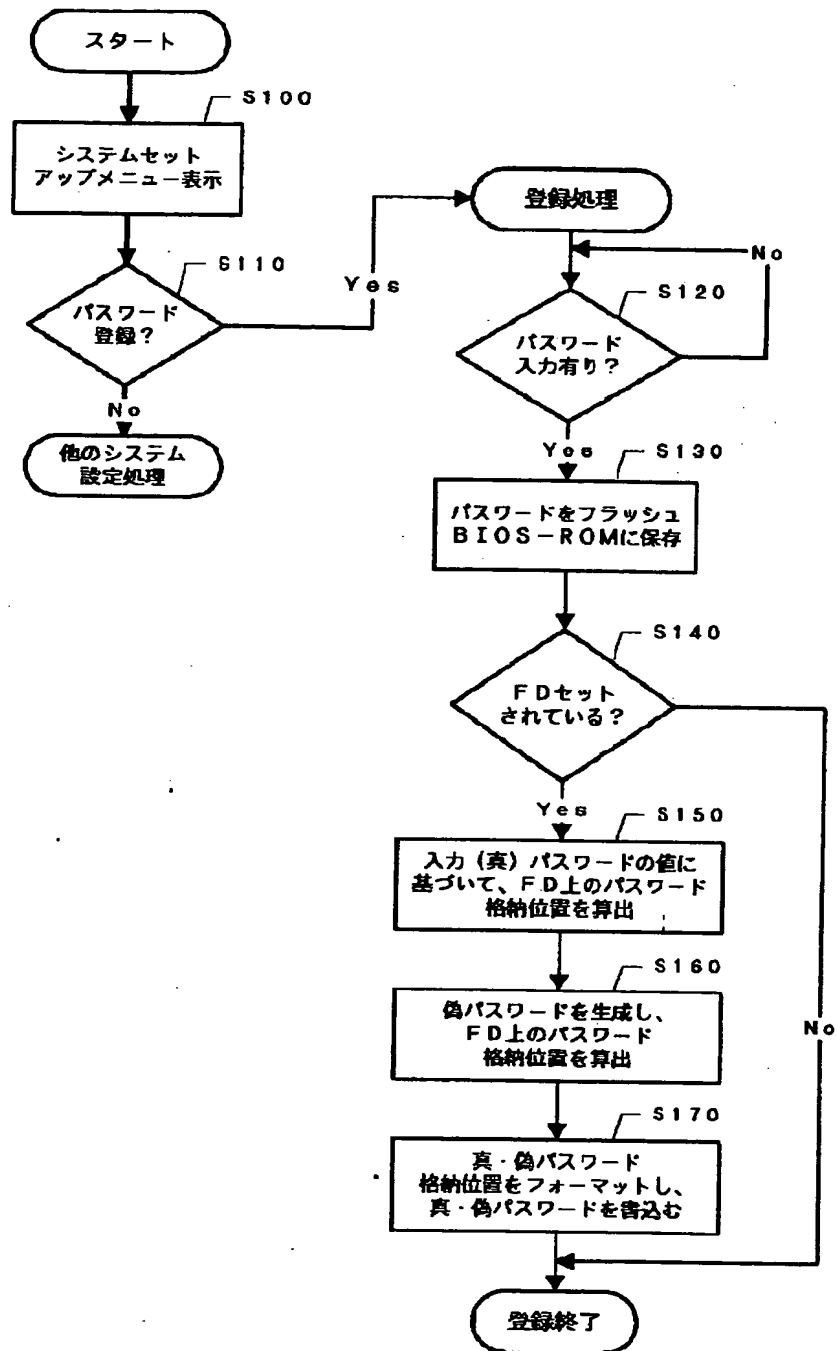 スタート
S100
システムセット
アップメニュー表示
S110
パスワード
登録？
Yes
No
他のシステム
設定処理
登録処理
No
S120
パスワード
入力有り？
Yes
S130
パスワードをフラッシュ
BIOS－ROMに保存
S140
FDセット
されている？
Yes
No
S150
入力（真）パスワードの値に
基づいて、FD上のパスワード
格納位置を算出
S160
偽パスワードを生成し、
FD上のパスワード
格納位置を算出
S170
真・偽パスワード
格納位置をフォーマットし、
真・偽パスワードを書込む
登録終了